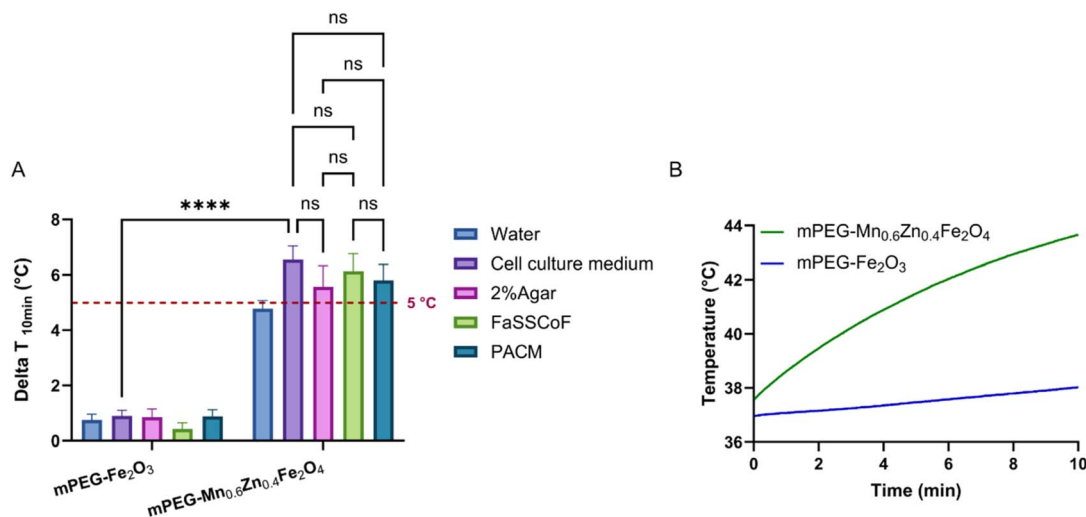 A
ns
ns
ns
ns
****
ns
ns
Delta T 10min (°C)
8
6
4
2
0
5 °C
mPEG-Fe₂O₃
mPEG-Mn₀.₆Zn₀.₄Fe₂O₄
Water
Cell culture medium
2%Agar
FaSSCoF
PACM
B
Temperature (°C)
44
42
40
38
36
mPEG-Mn₀.₆Zn₀.₄Fe₂O₄
mPEG-Fe₂O₃
0 2 4 6 8 10
Time (min)